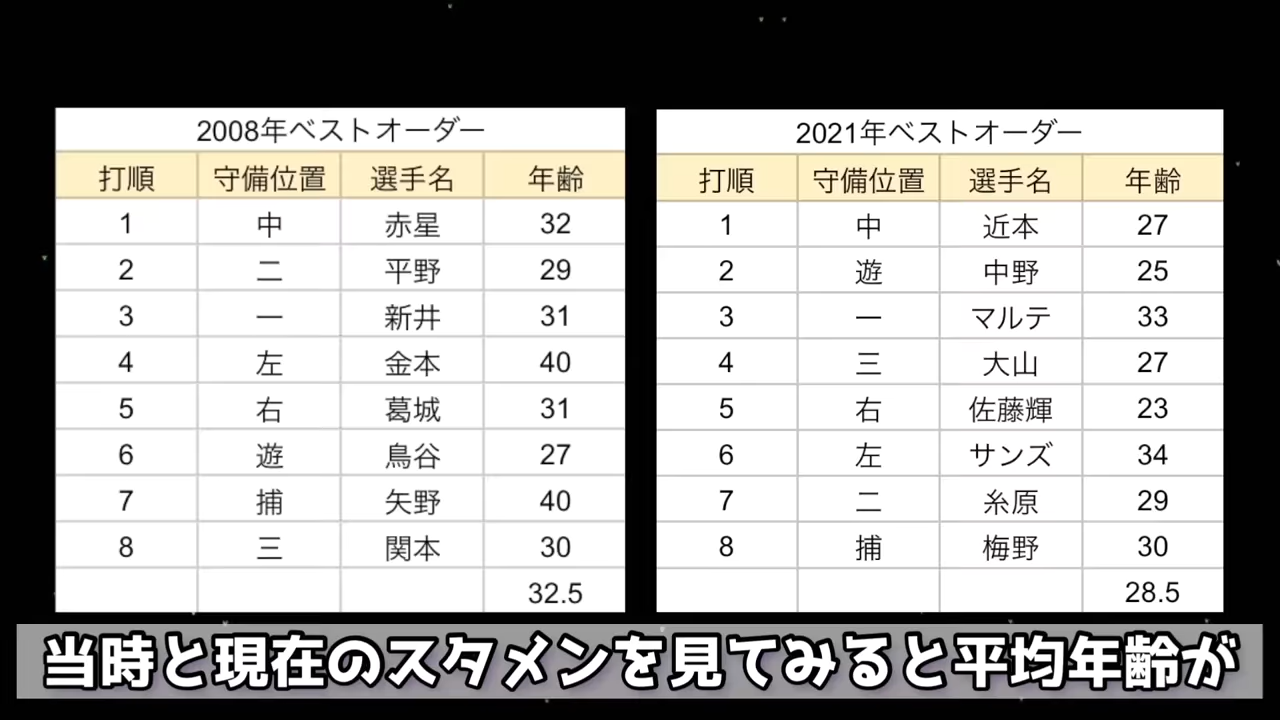 2008年ベストオーダー
打順 守備位置 選手名 年齢
1 中 赤星 32
2 二 平野 29
3 一 新井 31
4 左 金本 40
5 右 葛城 31
6 遊 鳥谷 27
7 捕 矢野 40
8 三 関本 30
32.5
2021年ベストオーダー
打順 守備位置 選手名 年齢
1 中 近本 27
2 遊 中野 25
3 一 マルテ 33
4 三 大山 27
5 右 佐藤輝 23
6 左 サンズ 34
7 二 糸原 29
8 捕 梅野 30
28.5
当時と現在のスタメンを見てみると平均年齢が